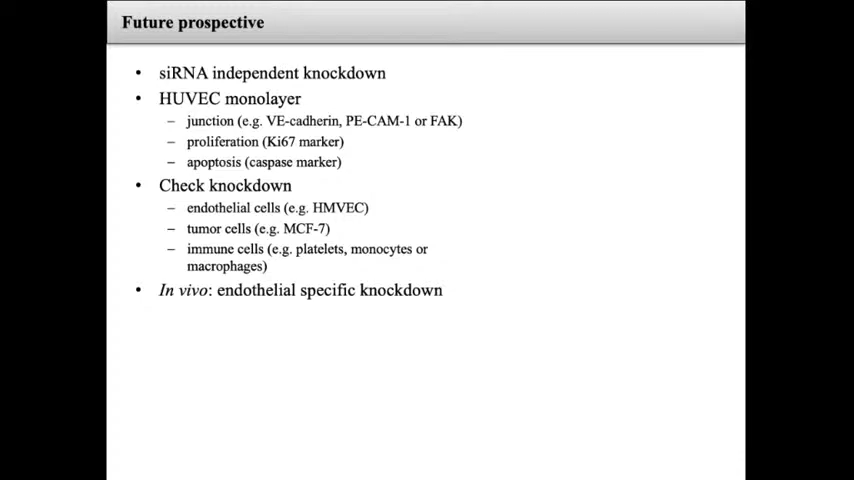 Future prospective
• siRNA independent knockdown
• HUVEC monolayer
– junction (e.g. VE-cadherin, PE-CAM-1 or FAK)
– proliferation (Ki67 marker)
– apoptosis (caspase marker)
• Check knockdown
– endothelial cells (e.g. HMVEC)
– tumor cells (e.g. MCF-7)
– immune cells (e.g. platelets, monocytes or
macrophages)
• In vivo: endothelial specific knockdown